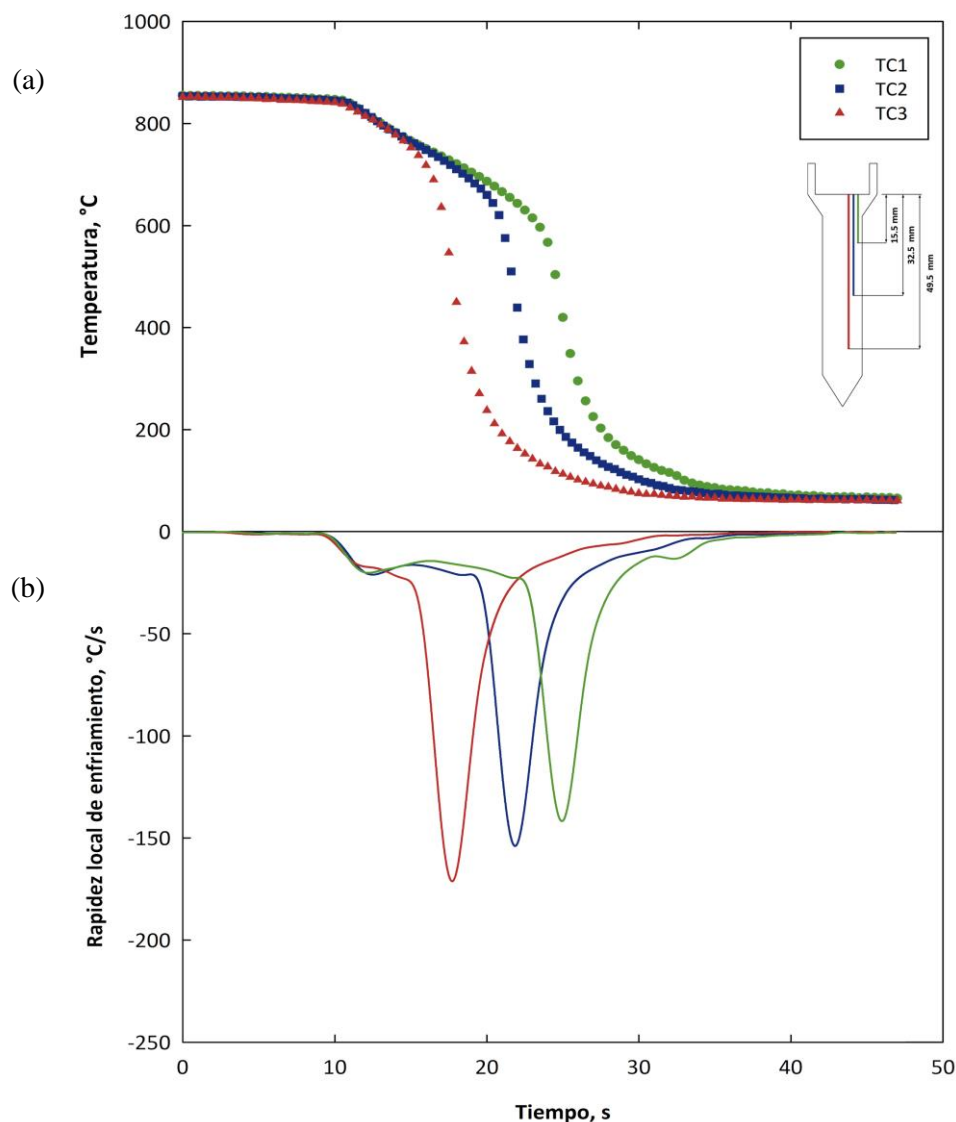 (a)
Temperatura, °C
1000
800
600
400
200
0
TC1
TC2
TC3
15.5 mm
32.5 mm
49.5 mm
(b)
Rapidez local de enfriamiento, °C/s
-50
-100
-150
-200
-250
0
10
20
30
40
50
Tiempo, s